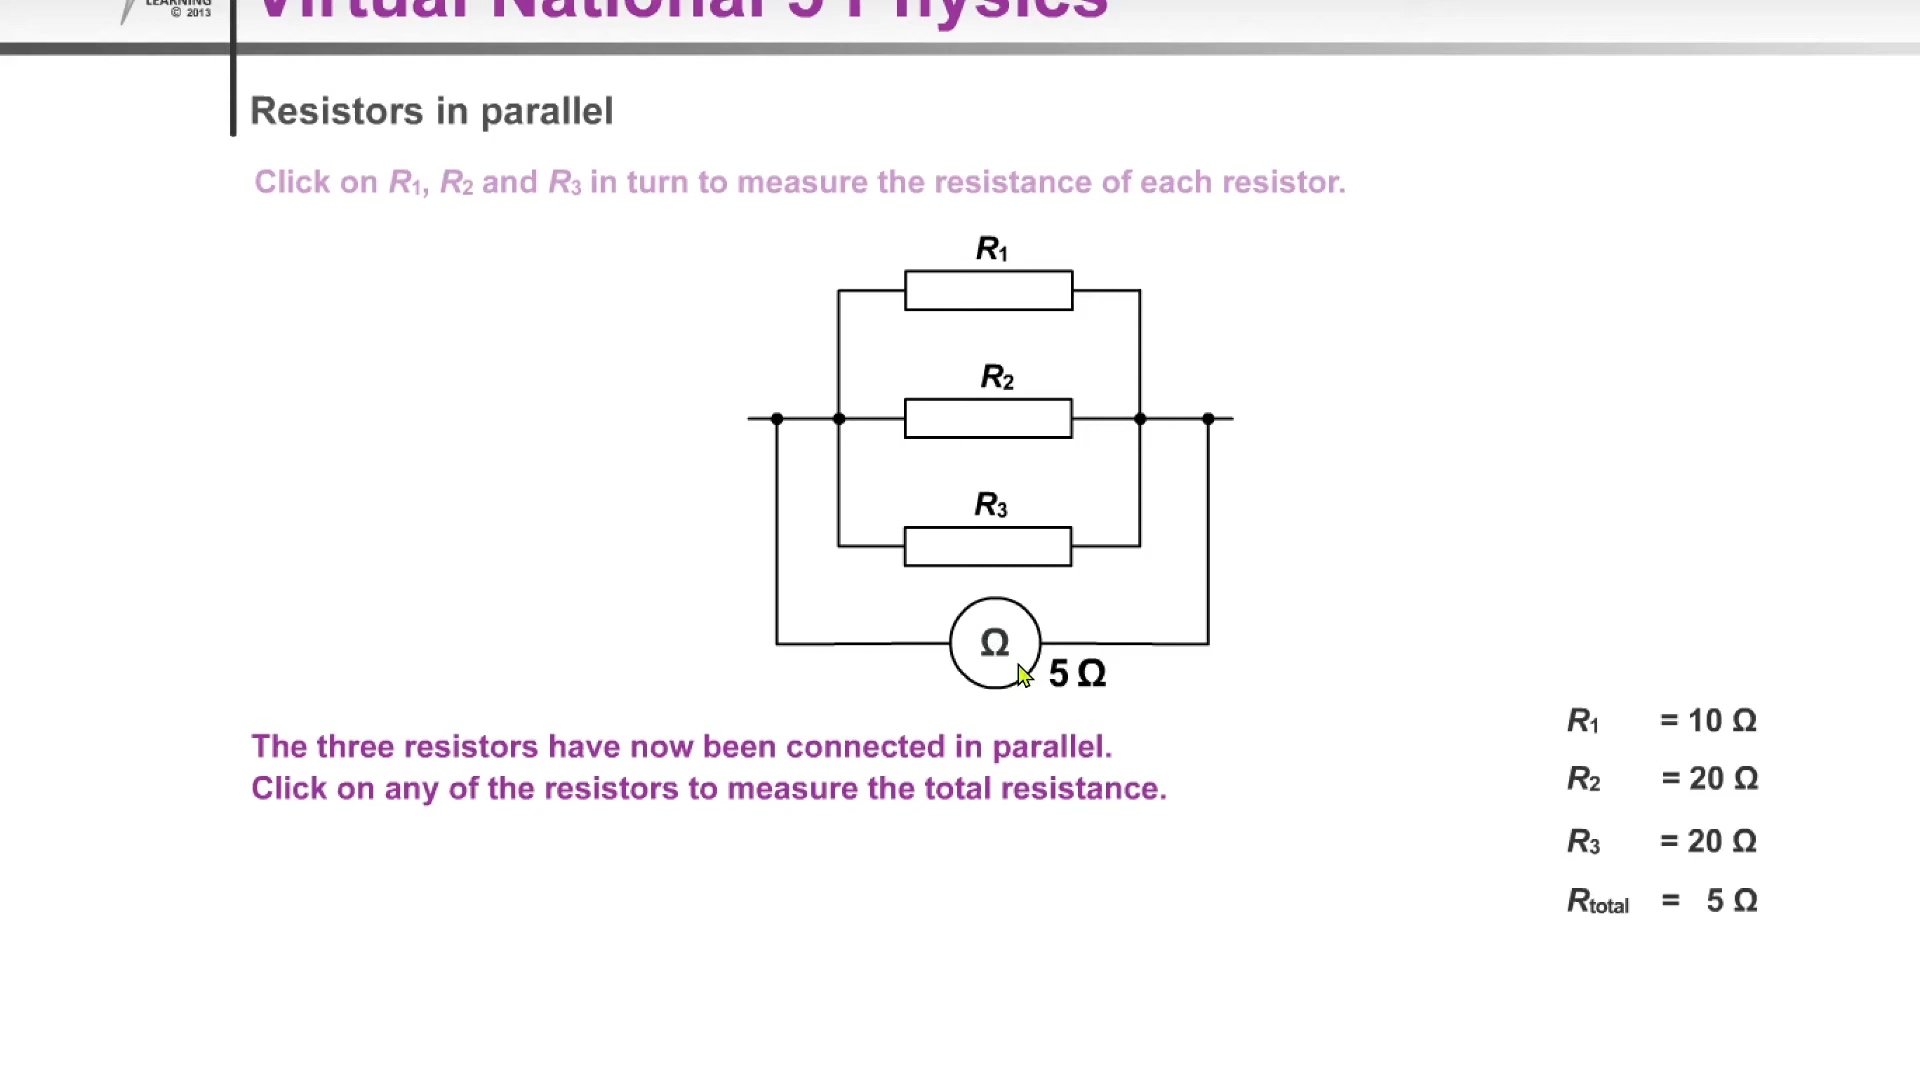 LEARNING
© 2013
Virtual National 5 Physics
Resistors in parallel
Click on R1, R2 and R3 in turn to measure the resistance of each resistor.
R1
R2
R3
Ω
5 Ω
The three resistors have now been connected in parallel.
Click on any of the resistors to measure the total resistance.
R1 = 10 Ω
R2 = 20 Ω
R3 = 20 Ω
Rtotal = 5 Ω